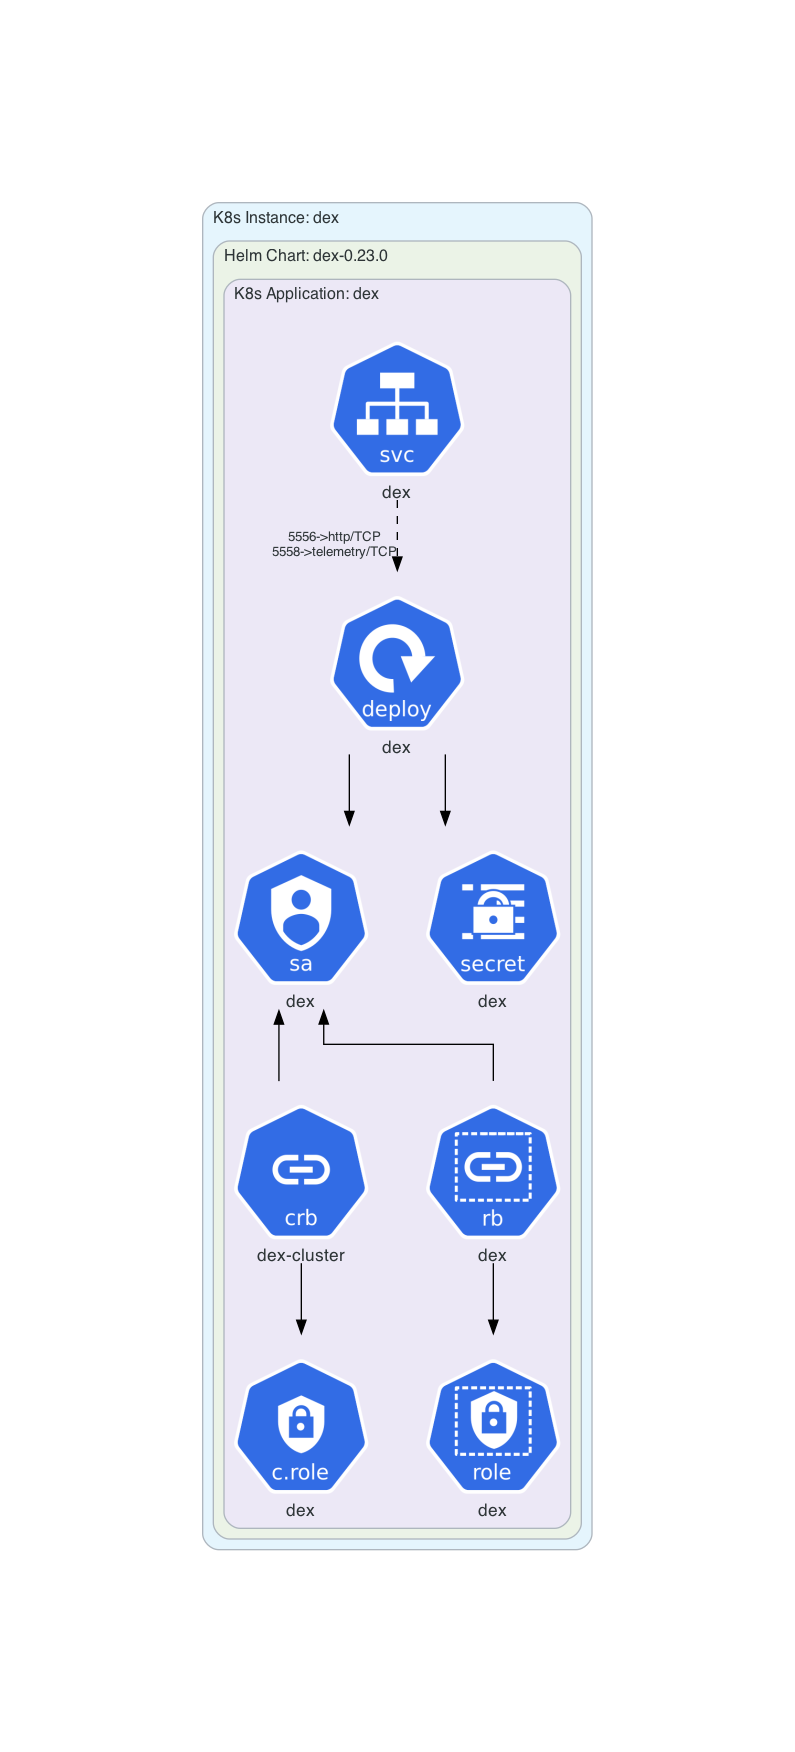 K8s Instance: dex
Helm Chart: dex-0.23.0
K8s Application: dex
svc
dex
5556->http/TCP
5558->telemetry/TCP
deploy
dex
sa
secret
dex
dex
crb
rb
dex-cluster
dex
c.role
role
dex
dex